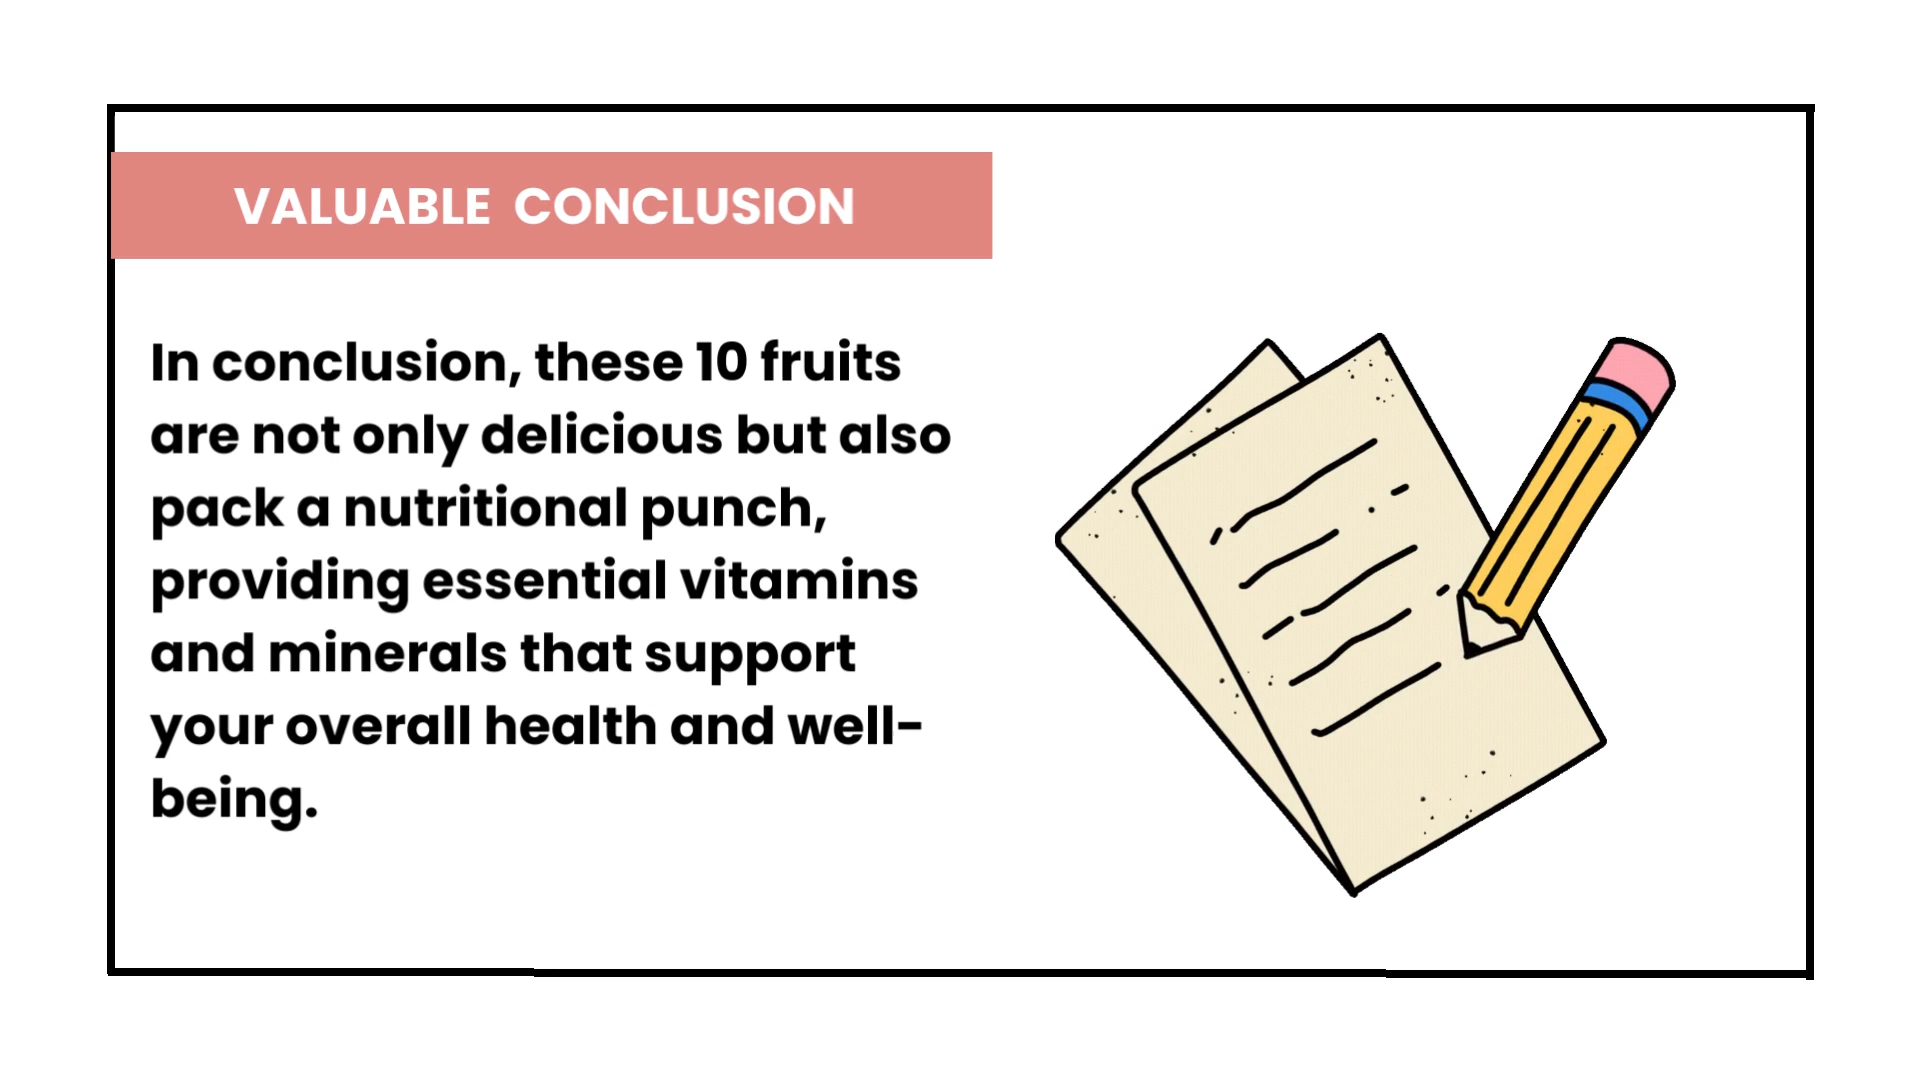 VALUABLE CONCLUSION
In conclusion, these 10 fruits
are not only delicious but also
pack a nutritional punch,
providing essential vitamins
and minerals that support
your overall health and well-
being.